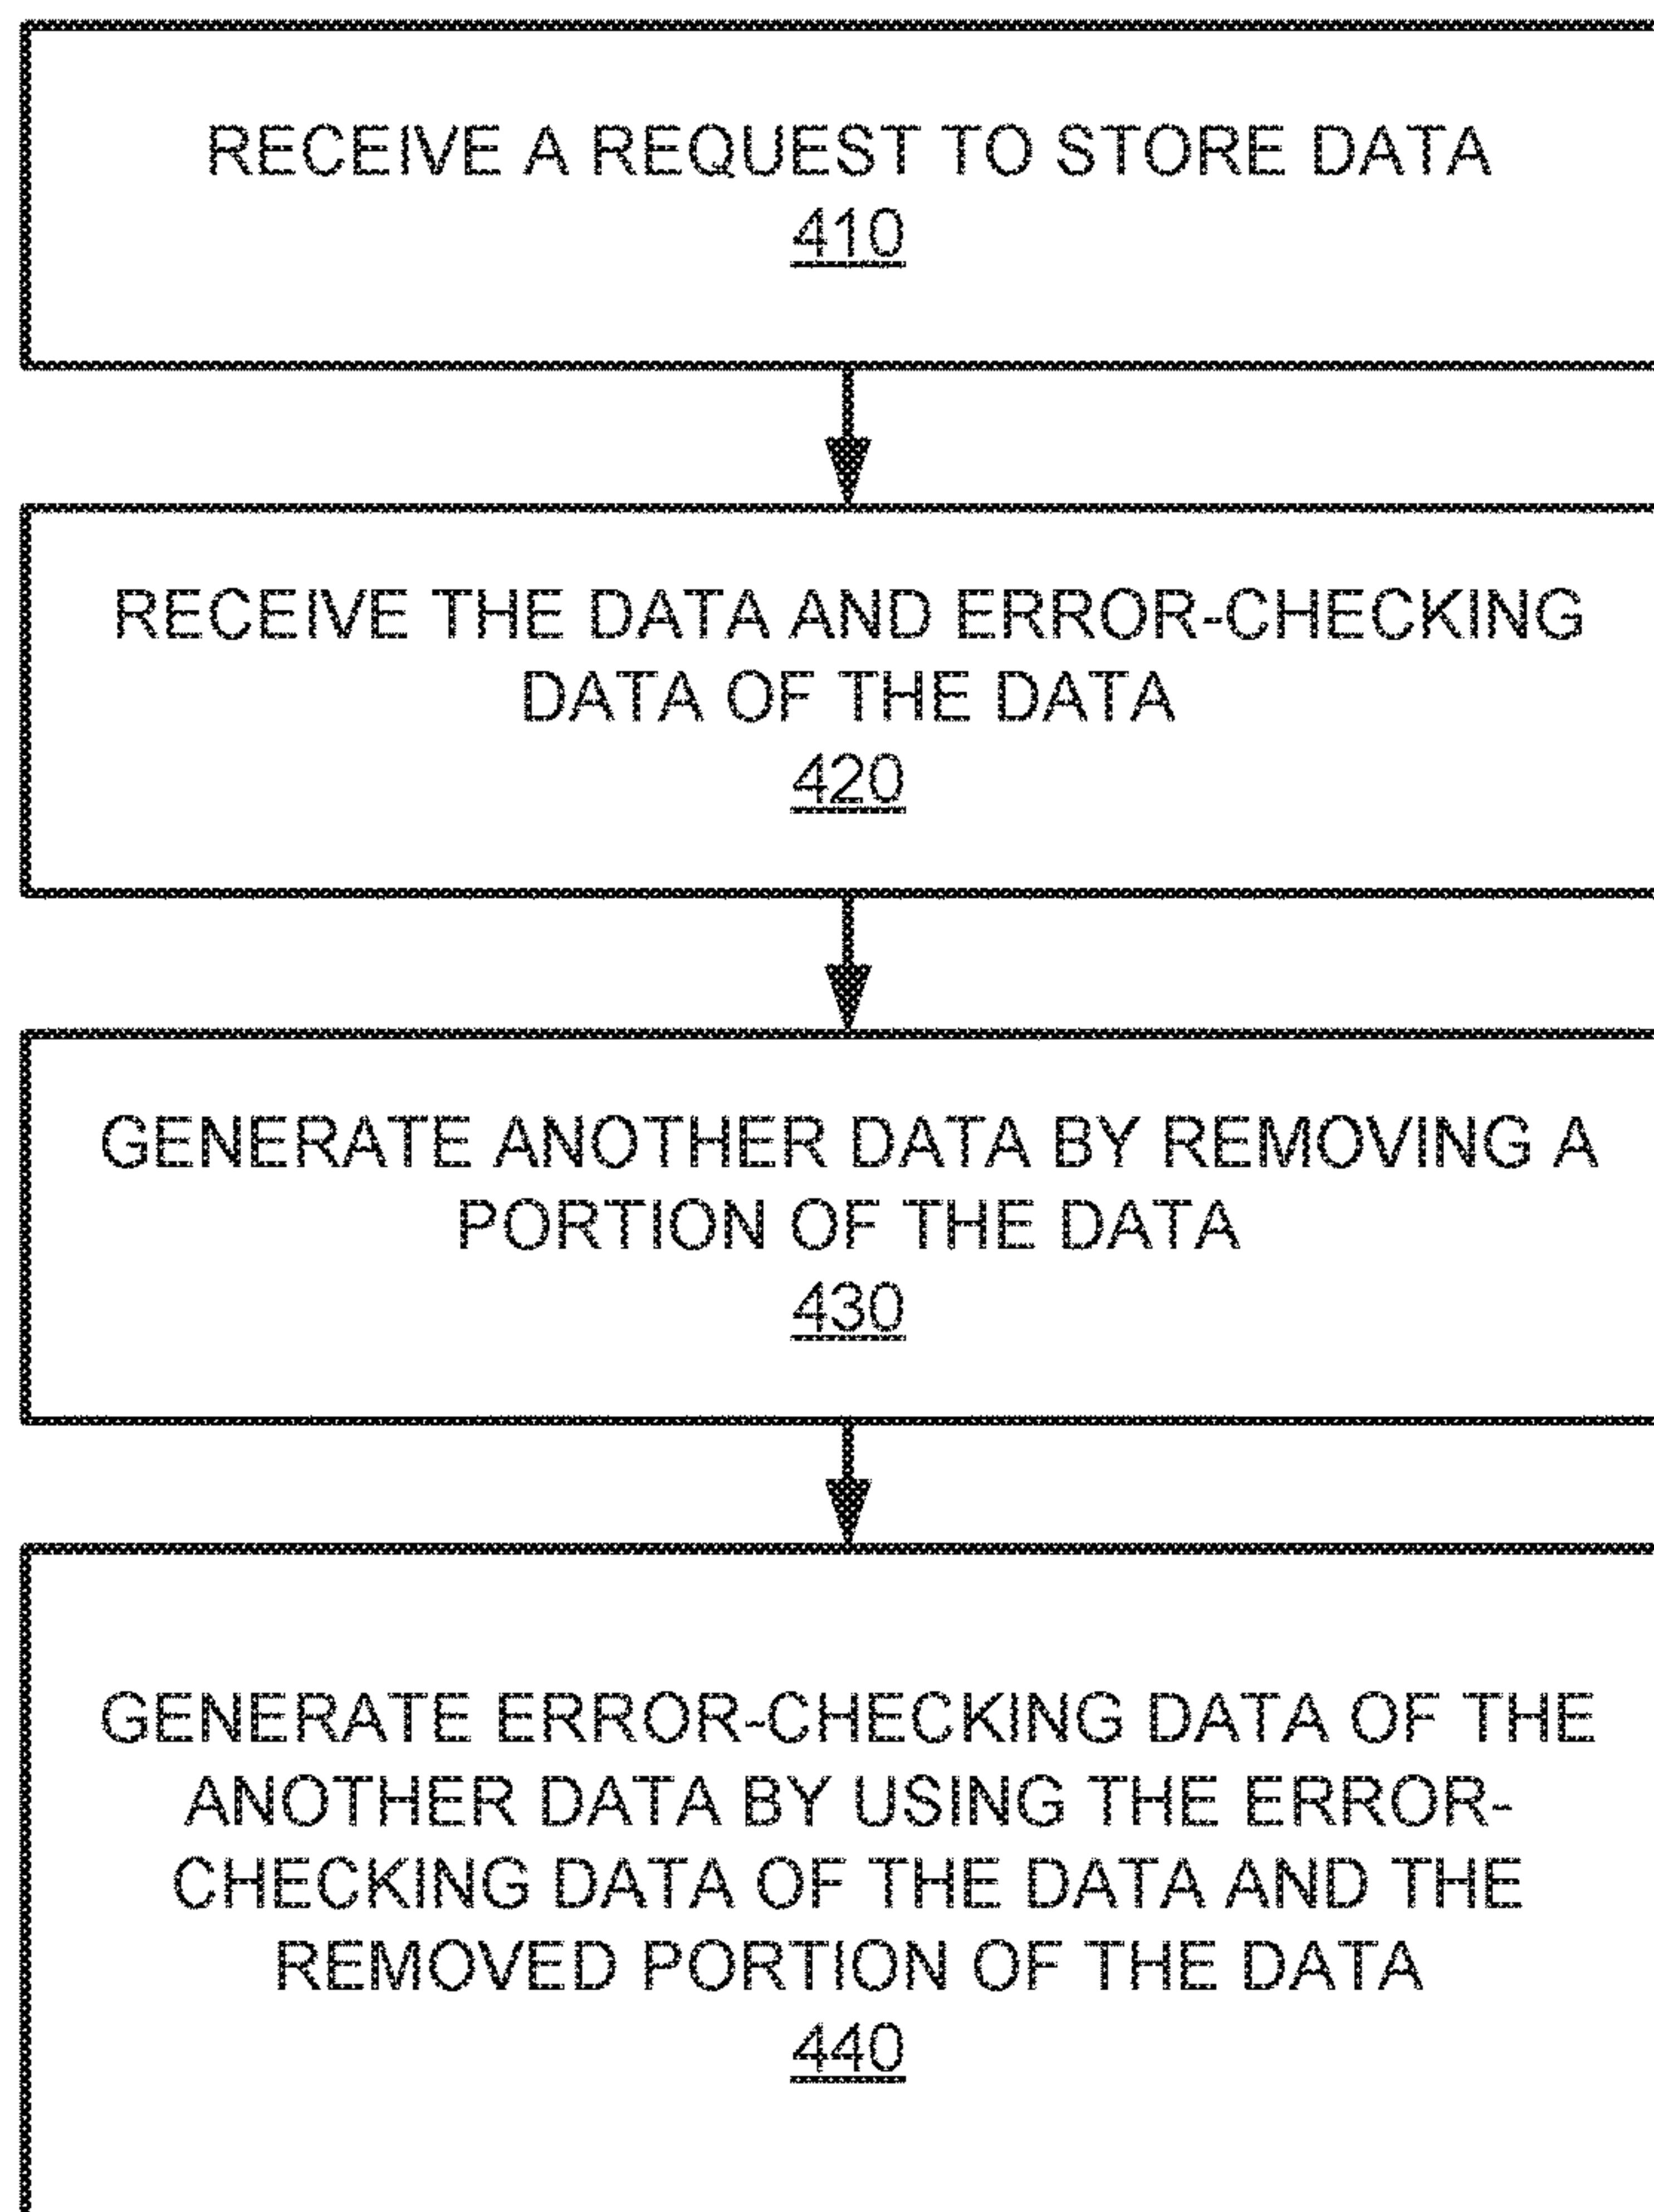 RECEIVE A REQUEST TO STORE DATA
410
RECEIVE THE DATA AND ERROR-CHECKING
DATA OF THE DATA
420
GENERATE ANOTHER DATA BY REMOVING A
PORTION OF THE DATA
430
GENERATE ERROR-CHECKING DATA OF THE
ANOTHER DATA BY USING THE ERROR-
CHECKING DATA OF THE DATA AND THE
REMOVED PORTION OF THE DATA
440